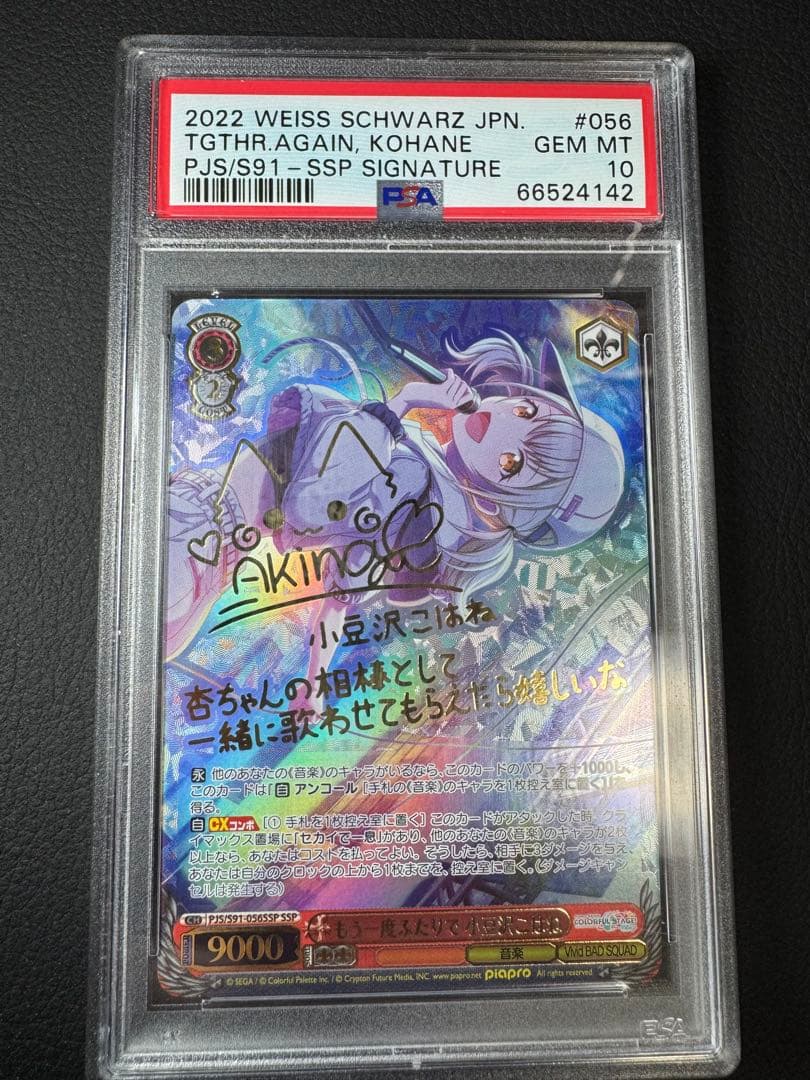 2022 WEISS SCHWARZ JPN. #056
TGTHR.AGAIN, KOHANE GEM MT
PJS/S91-SSP SIGNATURE 10
PSA 66524142
LEVEL
3
2
COST
AKINO
小豆沢こはね
杏ちゃんの相棒として
一緒に歌わせてもらえたら嬉しいな
永 他のあなたの《音楽》のキャラがいるなら、このカードのパワーを+1000し、
このカードは『自 アンコール [手札の《音楽》のキャラを1枚控え室に置く]』を
得る。
自 CXコンボ [① 手札を1枚控え室に置く] このカードがアタックした時、クラ
イマックス置場に「セカイで一息」があり、他のあなたの《音楽》のキャラが2枚
以上なら、あなたはコストを払ってよい。そうしたら、相手に3ダメージを与え、
あなたは自分のクロックの上から1枚までを、控え室に置く。(ダメージキャン
セルは発生する)
CH PJS/S91-056SSP SSP
POWER 9000 もう一度ふたりで 小豆沢こはね COLORFUL STAGE
音楽 Vivid BAD SQUAD
© SEGA / © Colorful Palette Inc. / © Crypton Future Media, INC. www.piapro.net piapro All rights reserved.
PSA